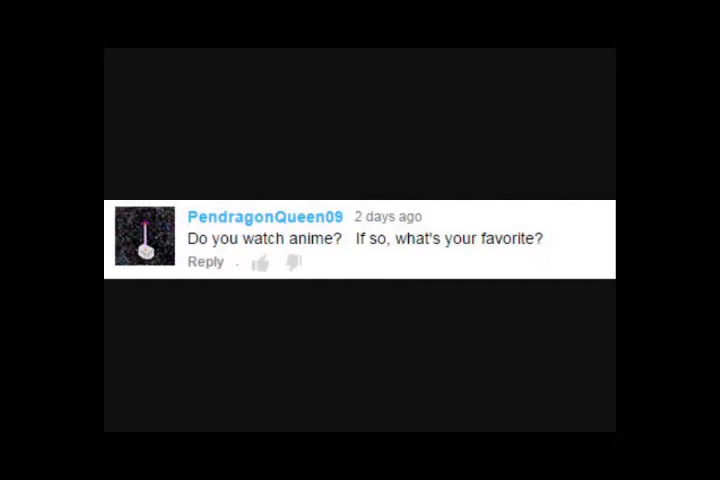 PendragonQueen09 2 days ago
Do you watch anime? If so, what's your favorite?
Reply .